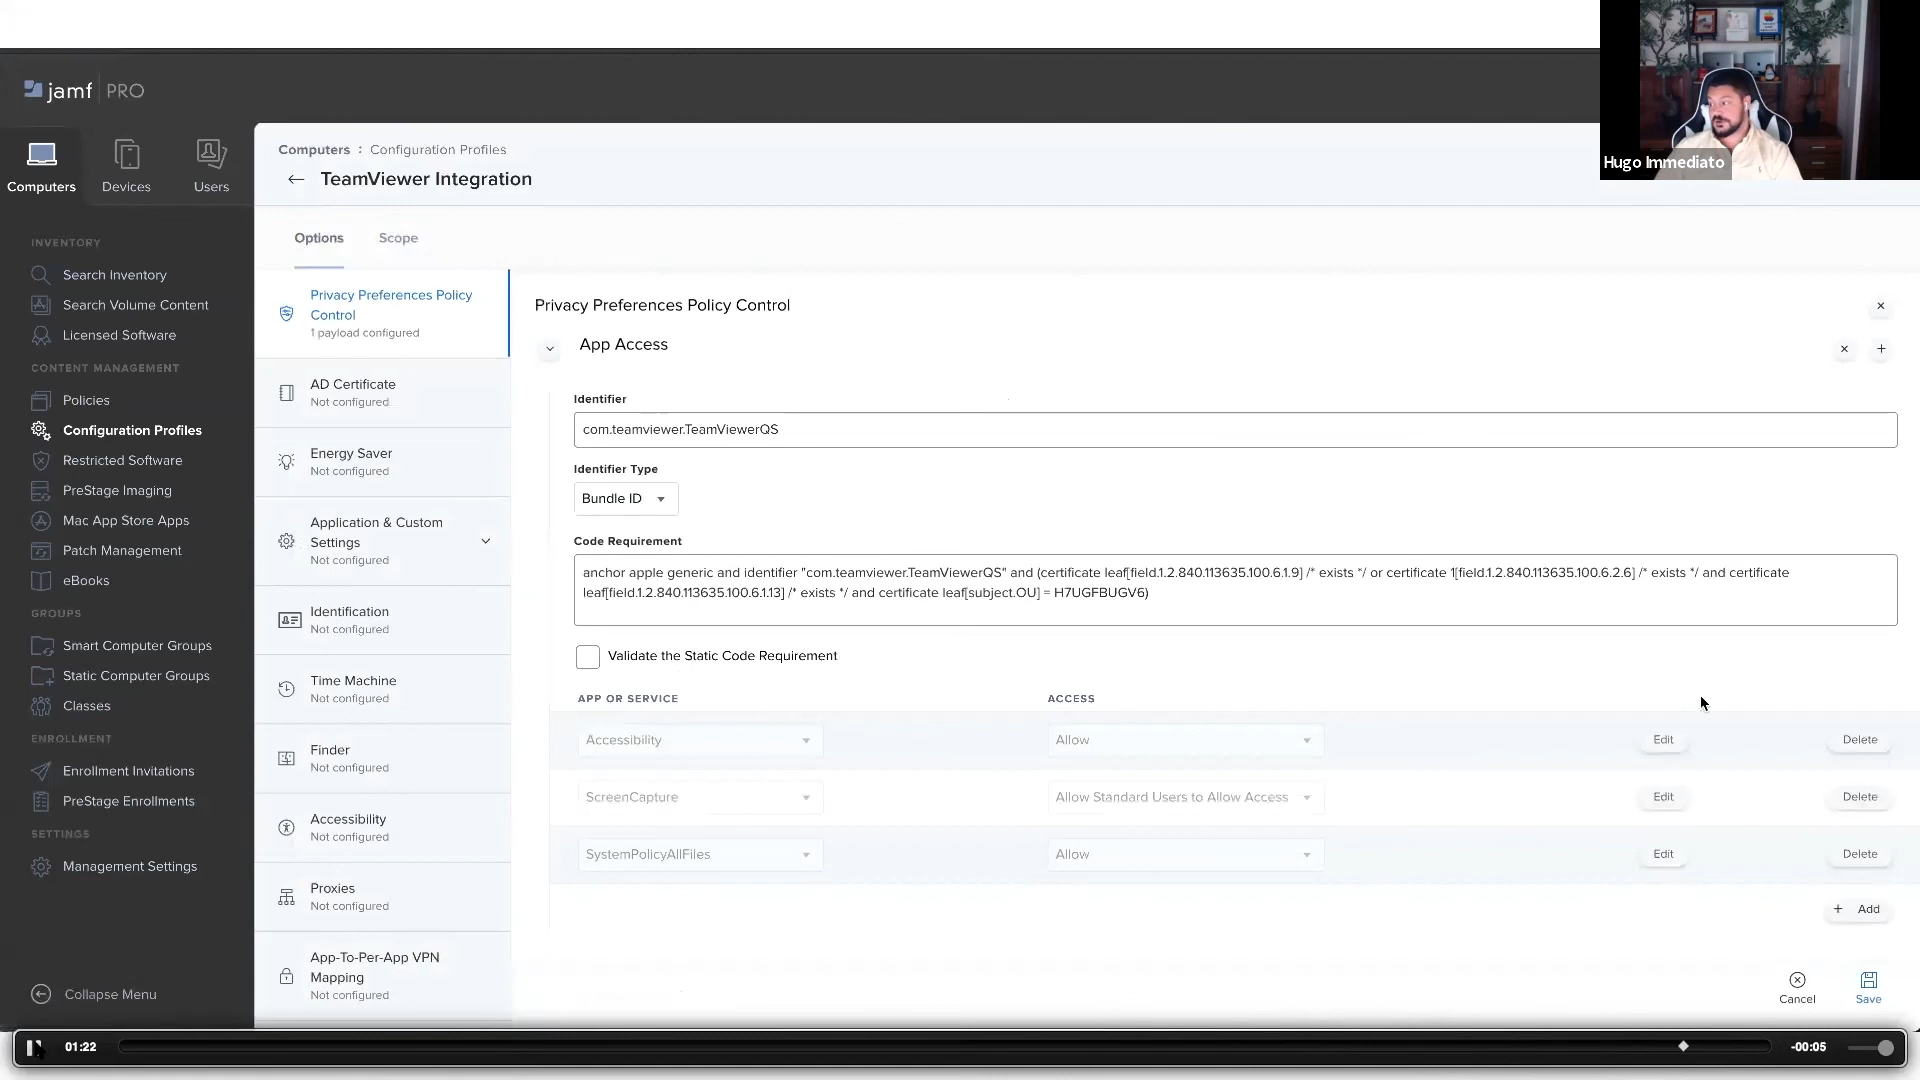 jamf PRO
Hugo Immediato
Computers
Devices
Users
INVENTORY
Search Inventory
Search Volume Content
Licensed Software
CONTENT MANAGEMENT
Policies
Configuration Profiles
Restricted Software
PreStage Imaging
Mac App Store Apps
Patch Management
eBooks
GROUPS
Smart Computer Groups
Static Computer Groups
Classes
ENROLLMENT
Enrollment Invitations
PreStage Enrollments
SETTINGS
Management Settings
Collapse Menu
Computers : Configuration Profiles
← TeamViewer Integration
Options
Scope
Privacy Preferences Policy
Control
1 payload configured
AD Certificate
Not configured
Energy Saver
Not configured
Application & Custom
Settings
Not configured
Identification
Not configured
Time Machine
Not configured
Finder
Not configured
Accessibility
Not configured
Proxies
Not configured
App-To-Per-App VPN
Mapping
Not configured
Privacy Preferences Policy Control
App Access
Identifier
com.teamviewer.TeamViewerQS
Identifier Type
Bundle ID
Code Requirement
anchor apple generic and identifier "com.teamviewer.TeamViewerQS" and (certificate leaf[field.1.2.840.113635.100.6.1.9] /* exists */ or certificate 1[field.1.2.840.113635.100.6.2.6] /* exists */ and certificate
leaf[field.1.2.840.113635.100.6.1.13] /* exists */ and certificate leaf[subject.OU] = H7UGFBUGV6)
Validate the Static Code Requirement
APP OR SERVICE
ACCESS
Accessibility
Allow
Edit
Delete
ScreenCapture
Allow Standard Users to Allow Access
Edit
Delete
SystemPolicyAllFiles
Allow
Edit
Delete
+ Add
Cancel
Save
01:22
-00:05